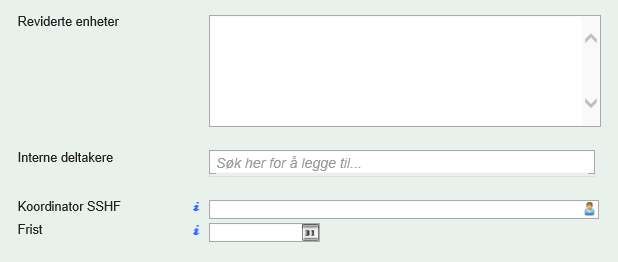 Reviderte enheter
Interne deltakere
Søk her for å legge til...
Koordinator SSHF
Frist
31